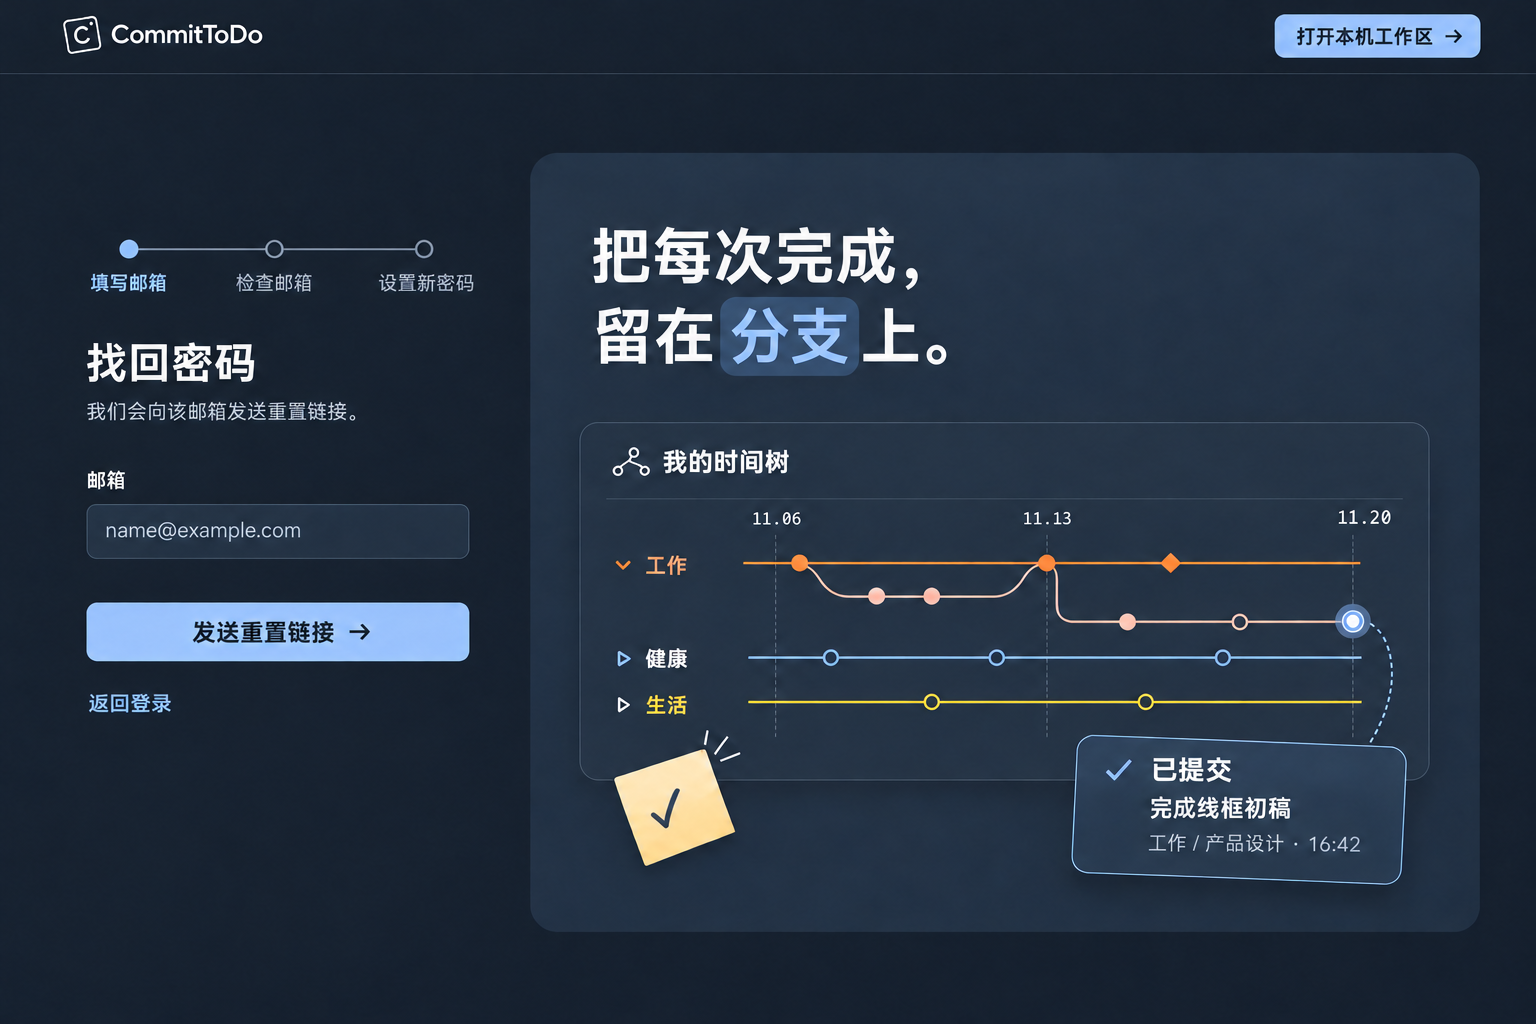 C CommitToDo
打开本机工作区 →
填写邮箱 检查邮箱 设置新密码
找回密码
我们会向该邮箱发送重置链接。
邮箱
name@example.com
发送重置链接 →
返回登录
把每次完成，
留在分支上。
我的时间树
11.06 11.13 11.20
工作
健康
生活
已提交
完成线框初稿
工作 / 产品设计 · 16:42